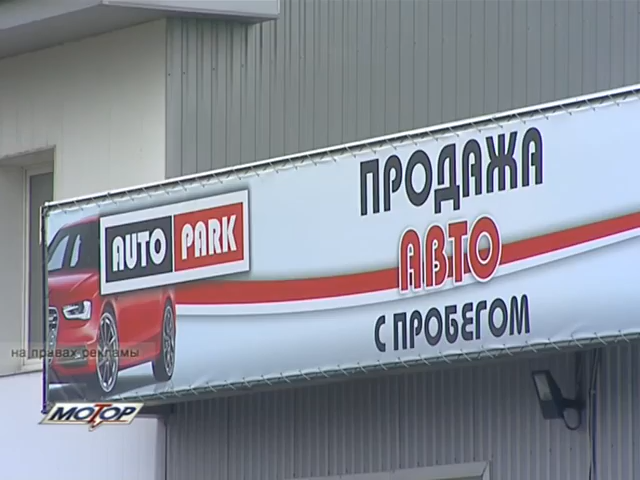 AUTO PARK
ПРОДАЖА
АВТО
С ПРОБЕГОМ
на правах рекламы
МОТОР